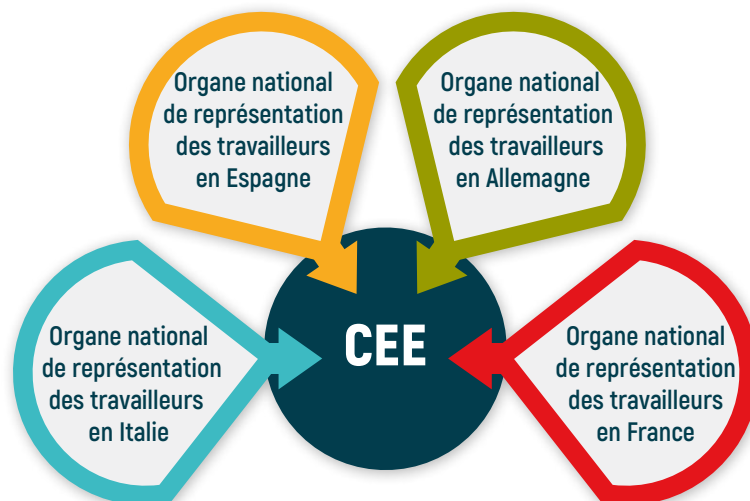 Organe national
de représentation
des travailleurs
en Espagne
Organe national
de représentation
des travailleurs
en Allemagne
Organe national
de représentation
des travailleurs
en Italie
CEE
Organe national
de représentation
des travailleurs
en France